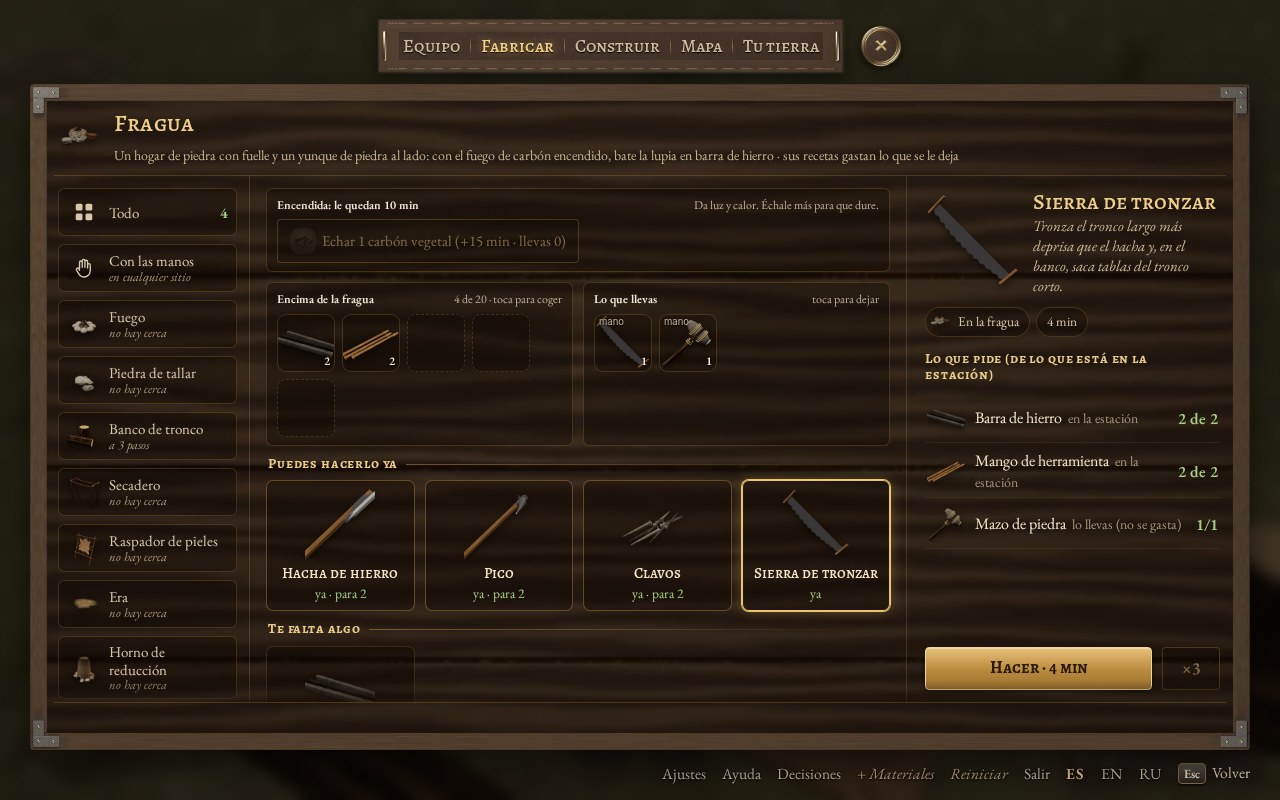 Equipo Fabricar Construir Mapa Tu tierra ×
Fragua
Un hogar de piedra con fuelle y un yunque de piedra al lado: con el fuego de carbón encendido, bate la lupia en barra de hierro · sus recetas gastan lo que se le deja
Todo 4
Con las manos
en cualquier sitio
Fuego
no hay cerca
Piedra de tallar
no hay cerca
Banco de tronco
a 3 pasos
Secadero
no hay cerca
Raspador de pieles
no hay cerca
Era
no hay cerca
Horno de
reducción
no hay cerca
Encendida: le quedan 10 min Da luz y calor. Échale más para que dure.
Echar 1 carbón vegetal (+15 min · llevas 0)
Encima de la fragua 4 de 20 · toca para coger
2 2
Lo que llevas toca para dejar
mano mano
1 1
Puedes hacerlo ya
Hacha de hierro
ya · para 2
Pico
ya · para 2
Clavos
ya · para 2
Sierra de tronzar
ya
Te falta algo
Sierra de tronzar
Tronza el tronco largo más
deprisa que el hacha y, en el
banco, saca tablas del tronco
corto.
En la fragua 4 min
Lo que pide (de lo que está en la
estación)
Barra de hierro en la estación 2 de 2
Mango de herramienta en la
estación 2 de 2
Mazo de piedra lo llevas (no se gasta) 1/1
Hacer · 4 min ×3
Ajustes Ayuda Decisiones + Materiales Reiniciar Salir ES EN RU Esc Volver